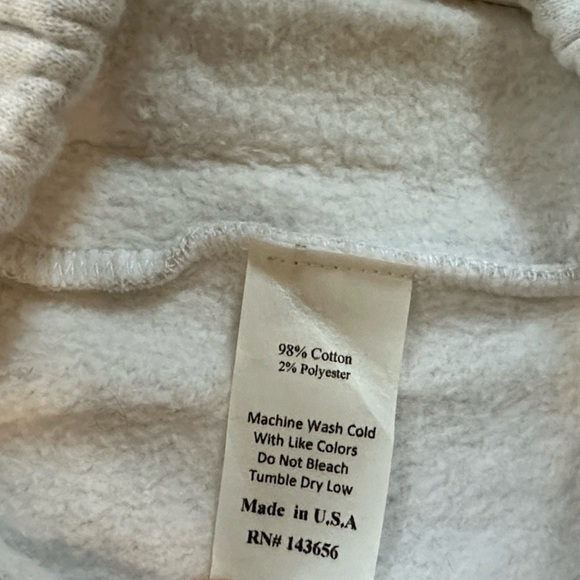 98% Cotton
2% Polyester
Machine Wash Cold
With Like Colors
Do Not Bleach
Tumble Dry Low
Made in U.S.A
RN# 143656